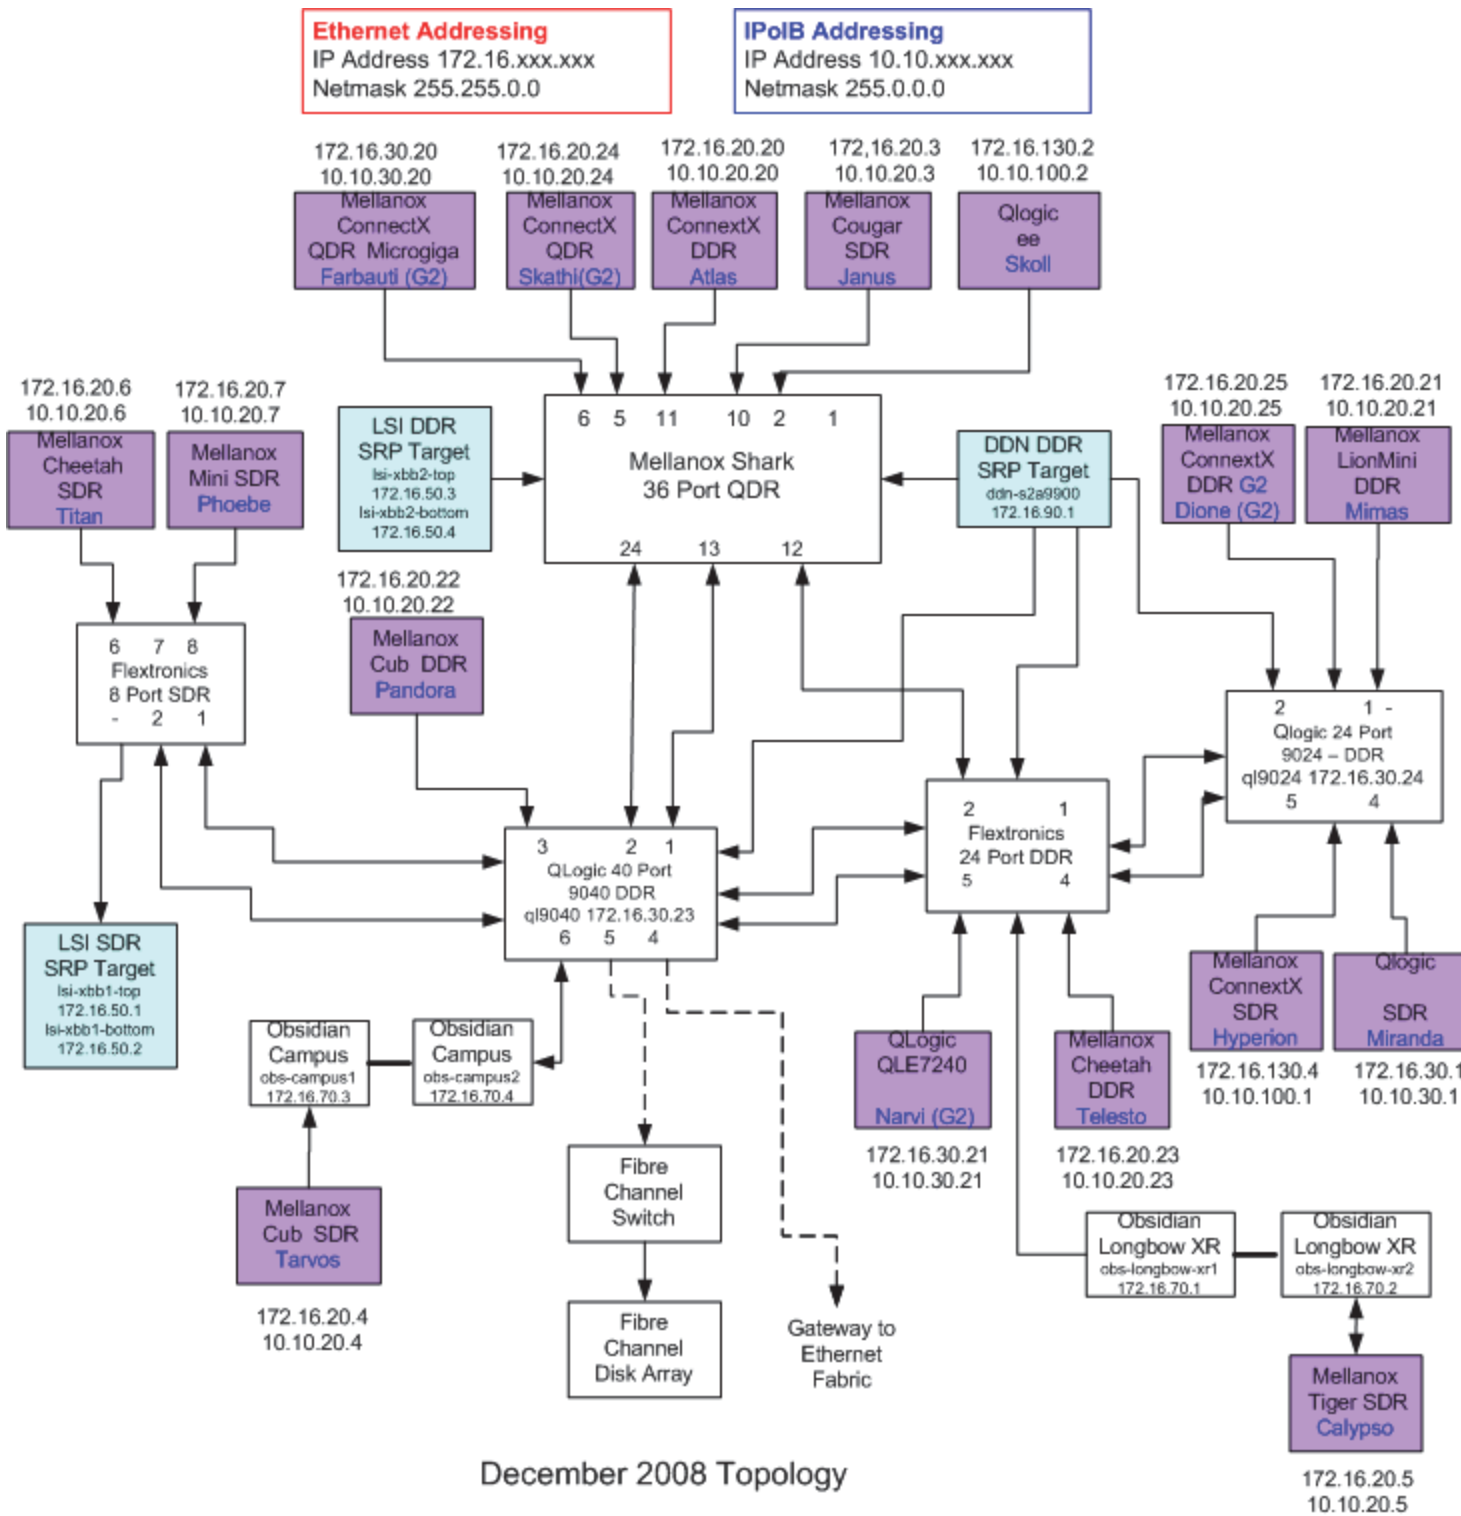 Ethernet Addressing
IP Address 172.16.xxx.xxx
Netmask 255.255.0.0
IPoIB Addressing
IP Address 10.10.xxx.xxx
Netmask 255.0.0.0
172.16.30.20
10.10.30.20
Mellanox
ConnectX
QDR Microgiga
Farbauti (G2)
172.16.20.24
10.10.20.24
Mellanox
ConnectX
QDR
Skathi(G2)
172.16.20.20
10.10.20.20
Mellanox
ConnextX
DDR
Atlas
172,16.20.3
10.10.20.3
Mellanox
Cougar
SDR
Janus
172.16.130.2
10.10.100.2
Qlogic
ee
Skoll
172.16.20.6
10.10.20.6
Mellanox
Cheetah
SDR
Titan
172.16.20.7
10.10.20.7
Mellanox
Mini SDR
Phoebe
LSI DDR
SRP Target
lsi-xbb2-top
172.16.50.3
lsi-xbb2-bottom
172.16.50.4
6 5 11 10 2 1
Mellanox Shark
36 Port QDR
24 13 12
DDN DDR
SRP Target
ddn-s2a9900
172.16.90.1
172.16.20.25
10.10.20.25
Mellanox
ConnextX
DDR G2
Dione (G2)
172.16.20.21
10.10.20.21
Mellanox
LionMini
DDR
Mimas
172.16.20.22
10.10.20.22
Mellanox
Cub DDR
Pandora
6 7 8
Flextronics
8 Port SDR
- 2 1
2 1 -
Qlogic 24 Port
9024 – DDR
ql9024 172.16.30.24
5 4
3 2 1
QLogic 40 Port
9040 DDR
ql9040 172.16.30.23
6 5 4
2 1
Flextronics
24 Port DDR
5 4
LSI SDR
SRP Target
lsi-xbb1-top
172.16.50.1
lsi-xbb1-bottom
172.16.50.2
Obsidian
Campus
obs-campus1
172.16.70.3
Obsidian
Campus
obs-campus2
172.16.70.4
QLogic
QLE7240
Narvi (G2)
172.16.30.21
10.10.30.21
Mellanox
Cheetah
DDR
Telesto
172.16.20.23
10.10.20.23
Mellanox
ConnextX
SDR
Hyperion
172.16.130.4
10.10.100.1
Qlogic
SDR
Miranda
172.16.30.1
10.10.30.1
Mellanox
Cub SDR
Tarvos
172.16.20.4
10.10.20.4
Fibre
Channel
Switch
Fibre
Channel
Disk Array
Gateway to
Ethernet
Fabric
Obsidian
Longbow XR
obs-longbow-xr1
172.16.70.1
Obsidian
Longbow XR
obs-longbow-xr2
172.16.70.2
Mellanox
Tiger SDR
Calypso
172.16.20.5
10.10.20.5
December 2008 Topology